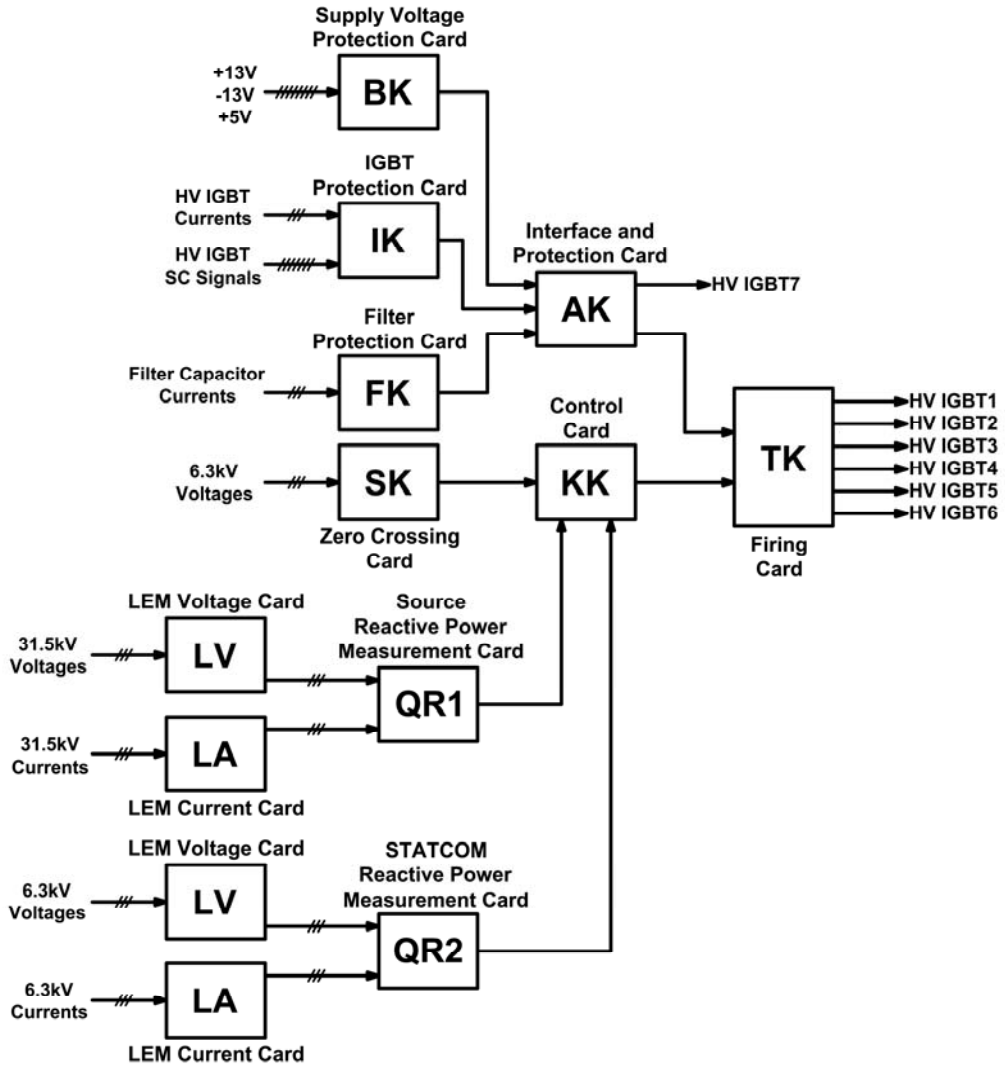 Supply Voltage
Protection Card
+13V
-13V
+5V
BK
IGBT
Protection Card
HV IGBT
Currents
HV IGBT
SC Signals
IK
Interface and
Protection Card
AK
HV IGBT7
Filter
Protection Card
Filter Capacitor
Currents
FK
Control
Card
6.3kV
Voltages
SK
Zero Crossing
Card
KK
TK
HV IGBT1
HV IGBT2
HV IGBT3
HV IGBT4
HV IGBT5
HV IGBT6
Firing
Card
LEM Voltage Card
31.5kV
Voltages
LV
Source
Reactive Power
Measurement Card
QR1
31.5kV
Currents
LA
LEM Current Card
LEM Voltage Card
6.3kV
Voltages
LV
STATCOM
Reactive Power
Measurement Card
QR2
6.3kV
Currents
LA
LEM Current Card